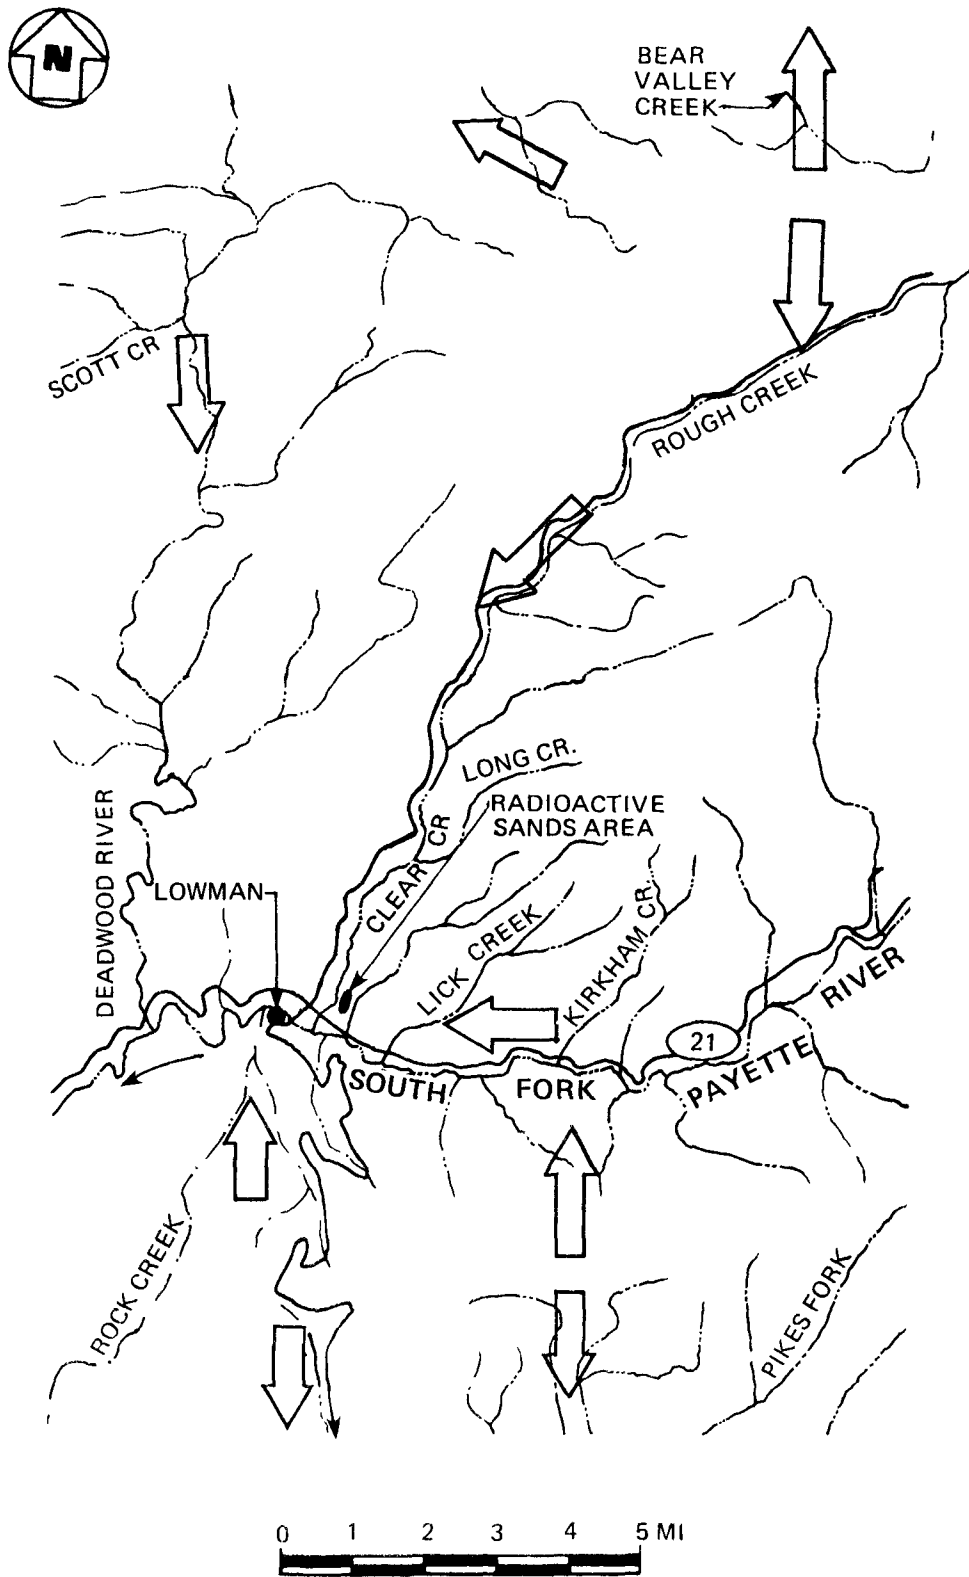 N
BEAR
VALLEY
CREEK
SCOTT CR
ROUGH CREEK
LONG CR.
RADIOACTIVE
SANDS AREA
CLEAR CR
DEADWOOD RIVER
LOWMAN
LICK CREEK
KIRKHAM CR.
21
SOUTH FORK PAYETTE RIVER
ROCK CREEK
PIKES FORK
0 1 2 3 4 5 MI